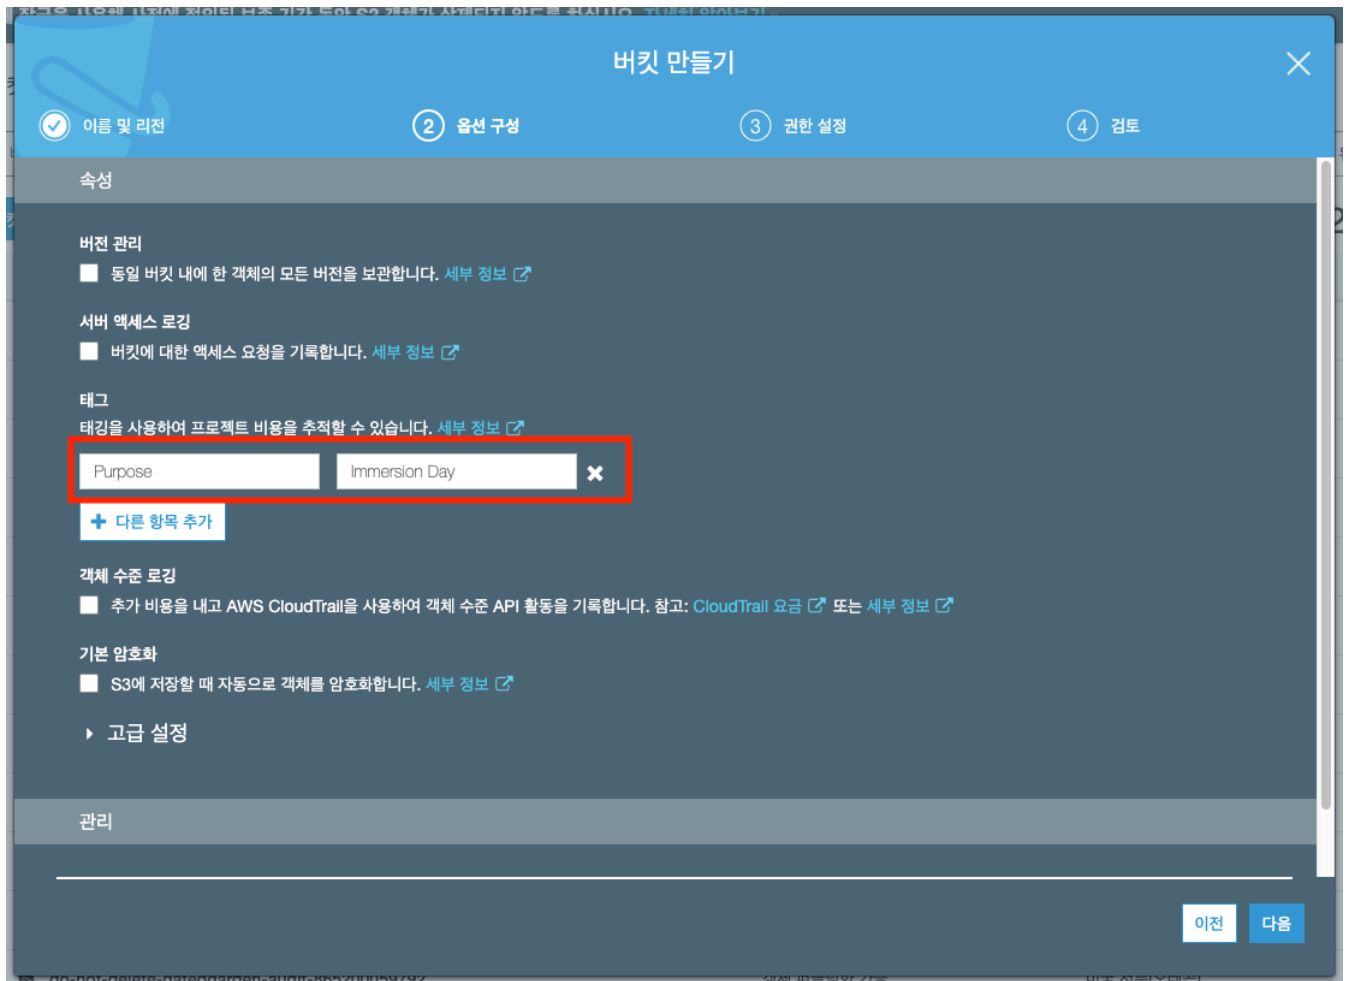 버킷 만들기
이름 및 리전
2 옵션 구성
3 권한 설정
4 검토
속성
버전 관리
동일 버킷 내에 한 객체의 모든 버전을 보관합니다. 세부 정보
서버 액세스 로깅
버킷에 대한 액세스 요청을 기록합니다. 세부 정보
태그
태깅을 사용하여 프로젝트 비용을 추적할 수 있습니다. 세부 정보
Purpose Immersion Day
다른 항목 추가
객체 수준 로깅
추가 비용을 내고 AWS CloudTrail을 사용하여 객체 수준 API 활동을 기록합니다. 참고: CloudTrail 요금 또는 세부 정보
기본 암호화
S3에 저장할 때 자동으로 객체를 암호화합니다. 세부 정보
고급 설정
관리
이전 다음